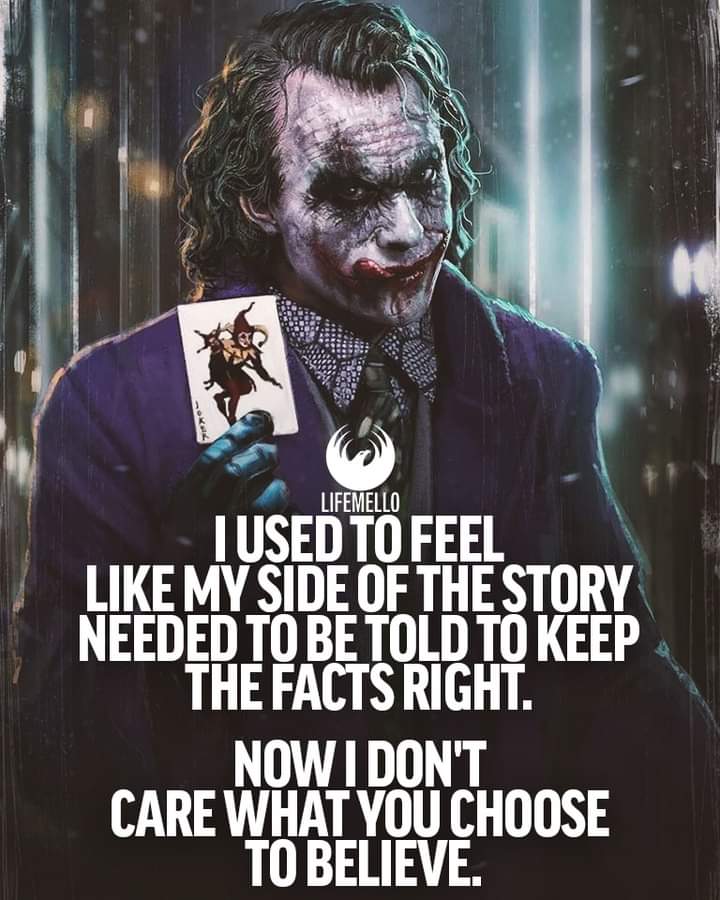 JOKER
LIFEMELLO
I USED TO FEEL
LIKE MY SIDE OF THE STORY
NEEDED TO BE TOLD TO KEEP
THE FACTS RIGHT.
NOW I DON'T
CARE WHAT YOU CHOOSE
TO BELIEVE.